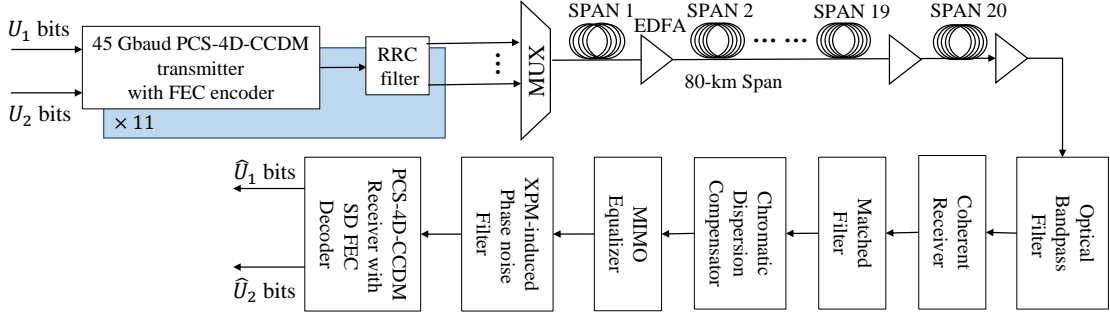 U₁ bits
U₂ bits
45 Gbaud PCS-4D-CCDM
transmitter
with FEC encoder
× 11
RRC
filter
⋮
MUX
SPAN 1
EDFA
SPAN 2
... ...
80-km Span
SPAN 19
SPAN 20
Optical
Bandpass
Filter
Coherent
Receiver
Matched
Filter
Chromatic
Dispersion
Compensator
MIMO
Equalizer
XPM-induced
Phase noise
Filter
PCS-4D-CCDM
Receiver with
SD FEC
Decoder
Û₁ bits
Û₂ bits